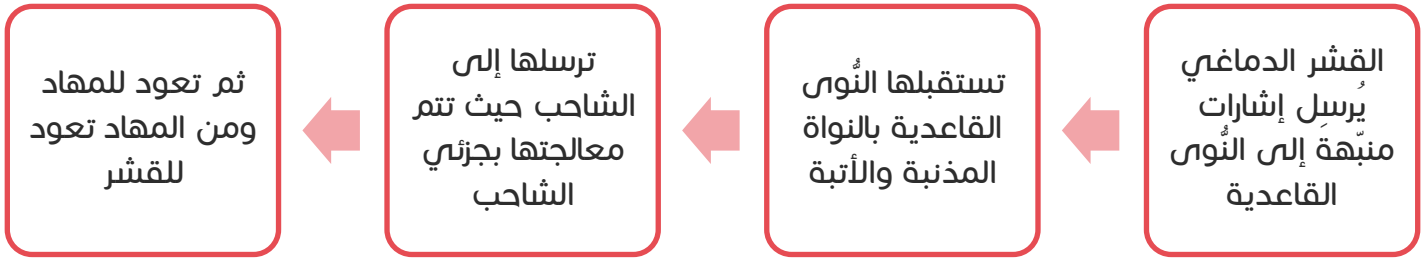 القشر الدماغي
يُرسِل إشارات
منبّهة إلى النُّوى
القاعدية
تستقبلها النُّوى
القاعدية بالنواة
المذنبة والأتبة
ترسلها إلى
الشاحب حيث تتم
معالجتها بجزئي
الشاحب
ثم تعود للمهاد
ومن المهاد تعود
للقشر